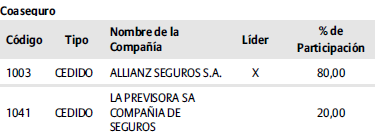 Coaseguro
Código Tipo Nombre de la Compañía Líder % de Participación
1003 CEDIDO ALLIANZ SEGUROS S.A. X 80,00
1041 CEDIDO LA PREVISORA SA COMPAÑIA DE SEGUROS 20,00